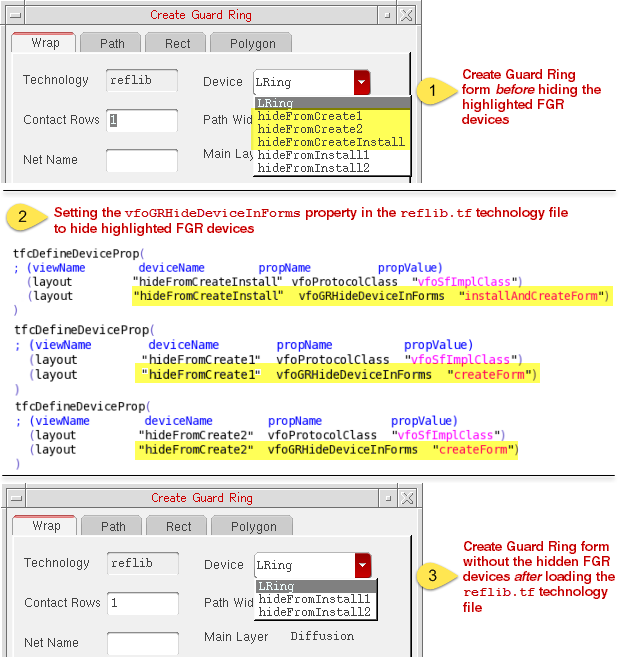 Create Guard Ring
Wrap Path Rect Polygon
Technology reflib Device LRing
LRing
Contact Rows 1 Path Wid hideFromCreate1
hideFromCreate2
hideFromCreateInstall
Net Name Main Lay hideFromInstall1
hideFromInstall2
1 Create Guard Ring
form before hiding the
highlighted FGR
devices
2 Setting the vfoGRHideDeviceInForms property in the reflib.tf technology file
to hide highlighted FGR devices
tfcDefineDeviceProp(
; (viewName deviceName propName propValue)
(layout "hideFromCreateInstall" vfoProtocolClass "vfoSfImplClass")
(layout "hideFromCreateInstall" vfoGRHideDeviceInForms "installAndCreateForm")
)
tfcDefineDeviceProp(
; (viewName deviceName propName propValue)
(layout "hideFromCreate1" vfoProtocolClass "vfoSfImplClass")
(layout "hideFromCreate1" vfoGRHideDeviceInForms "createForm")
)
tfcDefineDeviceProp(
; (viewName deviceName propName propValue)
(layout "hideFromCreate2" vfoProtocolClass "vfoSfImplClass")
(layout "hideFromCreate2" vfoGRHideDeviceInForms "createForm")
)
Create Guard Ring
Wrap Path Rect Polygon
Technology reflib Device LRing
LRing
Contact Rows 1 Path Wid hideFromInstall1
hideFromInstall2
Net Name Main Layer Diffusion
3 Create Guard Ring form
without the hidden FGR
devices after loading the
reflib.tf technology
file